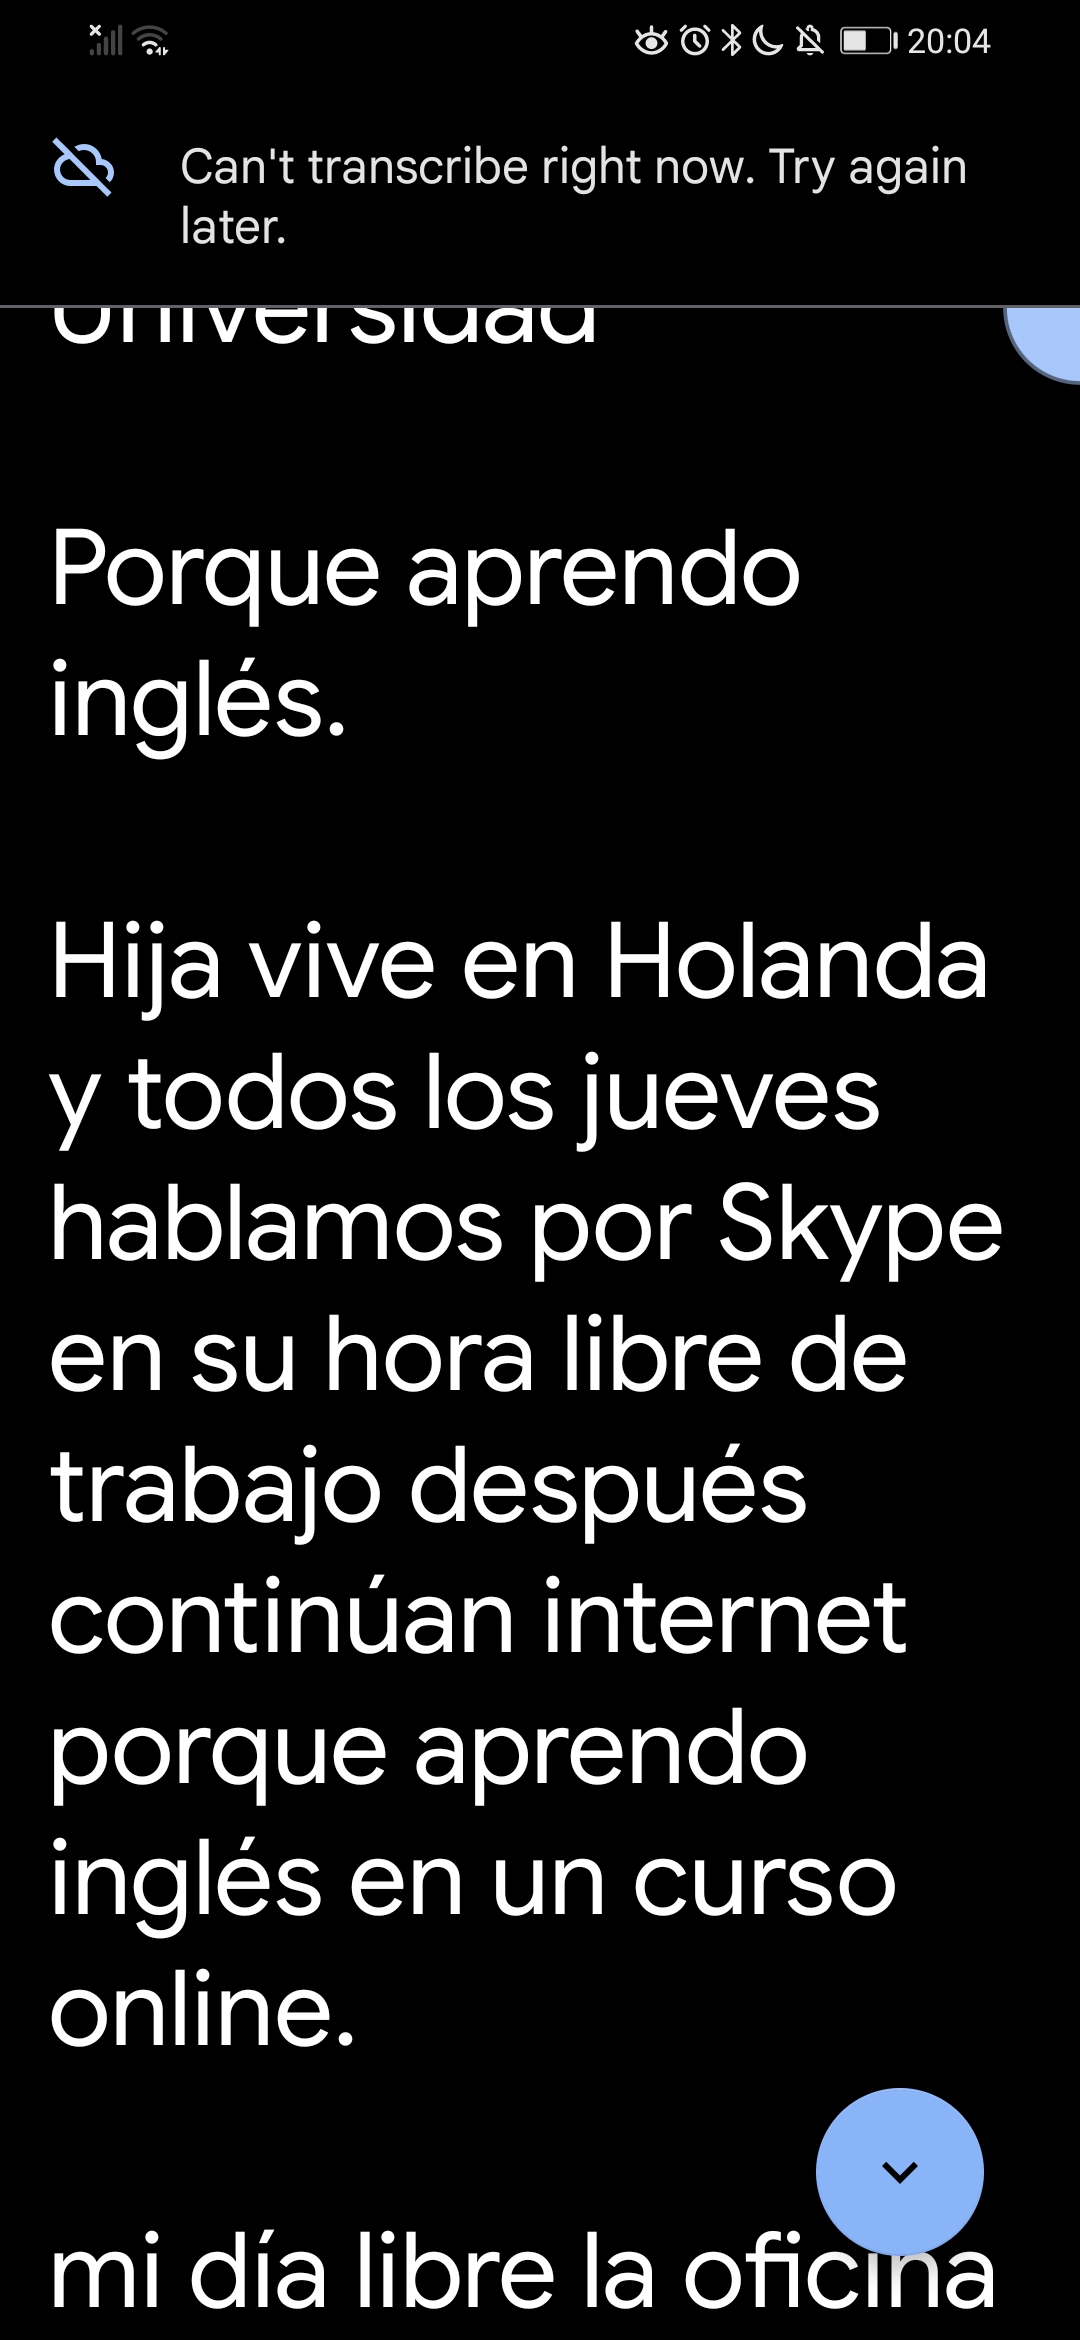 20:04
Can't transcribe right now. Try again
later.
Universidad
Porque aprendo
inglés.
Hija vive en Holanda
y todos los jueves
hablamos por Skype
en su hora libre de
trabajo después
continúan internet
porque aprendo
inglés en un curso
online.
mi día libre la oficina